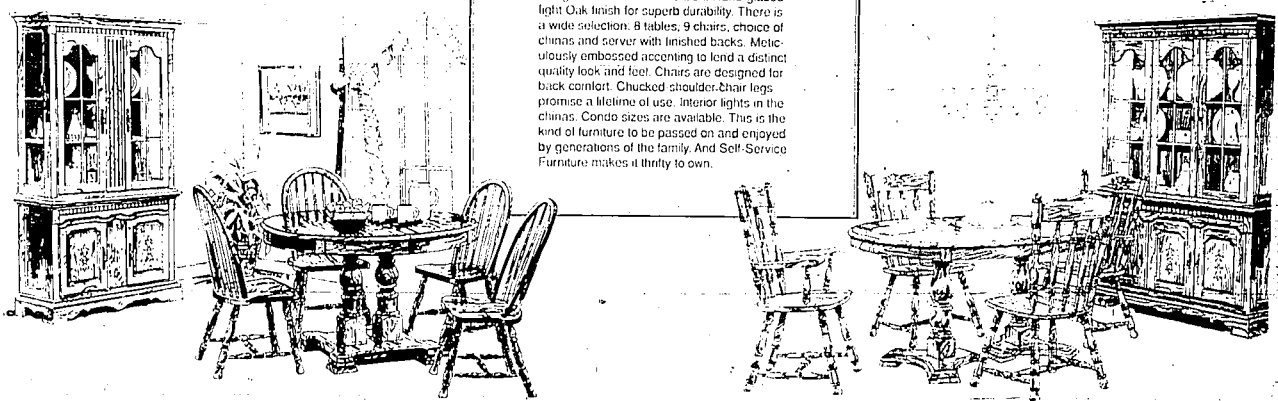 light Oak finish for superb durability. There is
a wide selection: 8 tables, 9 chairs, choice of
chinas and server with finished backs. Metic-
ulously embossed accenting to lend a distinct
quality look and feel. Chairs are designed for
back comfort. Chucked shoulder chair legs
promise a lifetime of use. Interior lights in the
chinas. Condo sizes are available. This is the
kind of furniture to be passed on and enjoyed
by generations of the family. And Self-Service
Furniture makes it thrifty to own.